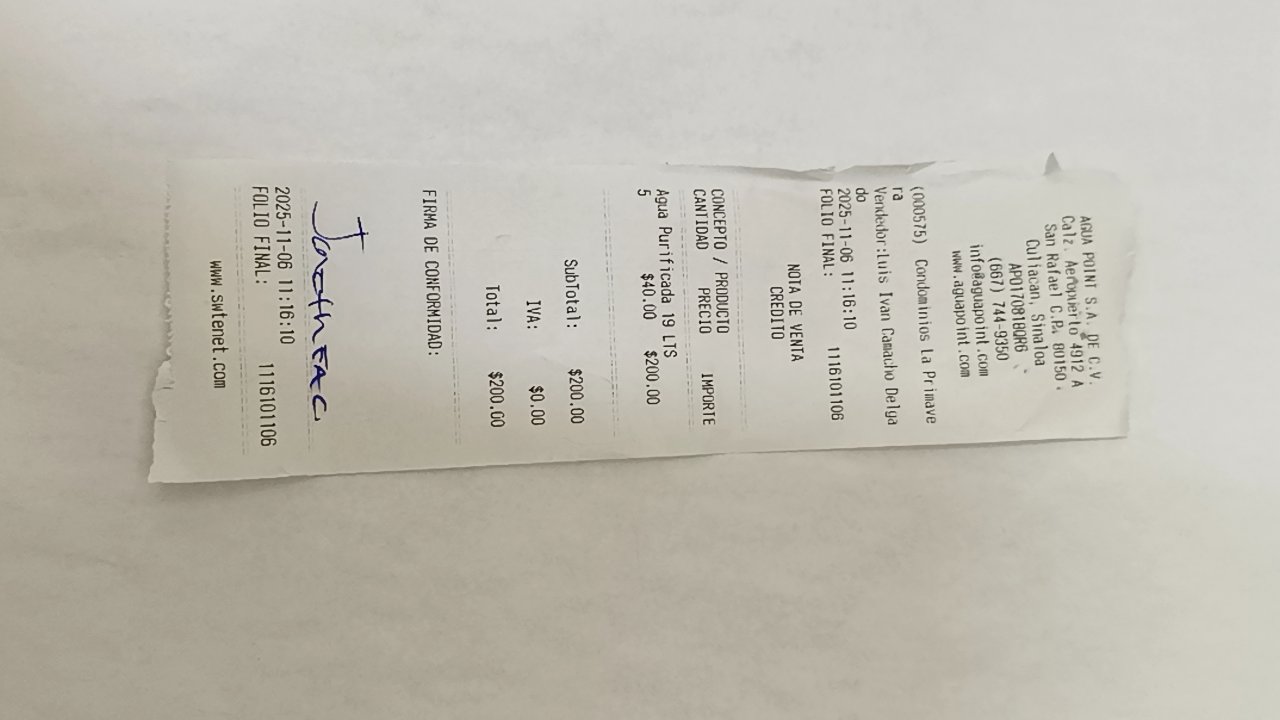 AGUA POINT S.A. DE C.V.
Calz. Aeropuerto 4912 A
San Rafael C.P. 80150
Culiacan, Sinaloa
APO170818QR6
(667) 744-9350
info@aguapoint.com
www.aguapoint.com
(000575) Condominios la Primave
ra
Vendedor:Luis Ivan Camacho Delga
do
2025-11-06 11:16:10
FOLIO FINAL: 1116101106
NOTA DE VENTA
CREDITO
CONCEPTO / PRODUCTO
CANTIDAD PRECIO IMPORTE
Agua Purificada 19 LTS
5 $40.00 $200.00
SubTotal: $200.00
IVA: $0.00
Total: $200.00
FIRMA DE CONFORMIDAD:
2025-11-06 11:16:10
FOLIO FINAL: 1116101106
www.swtenet.com